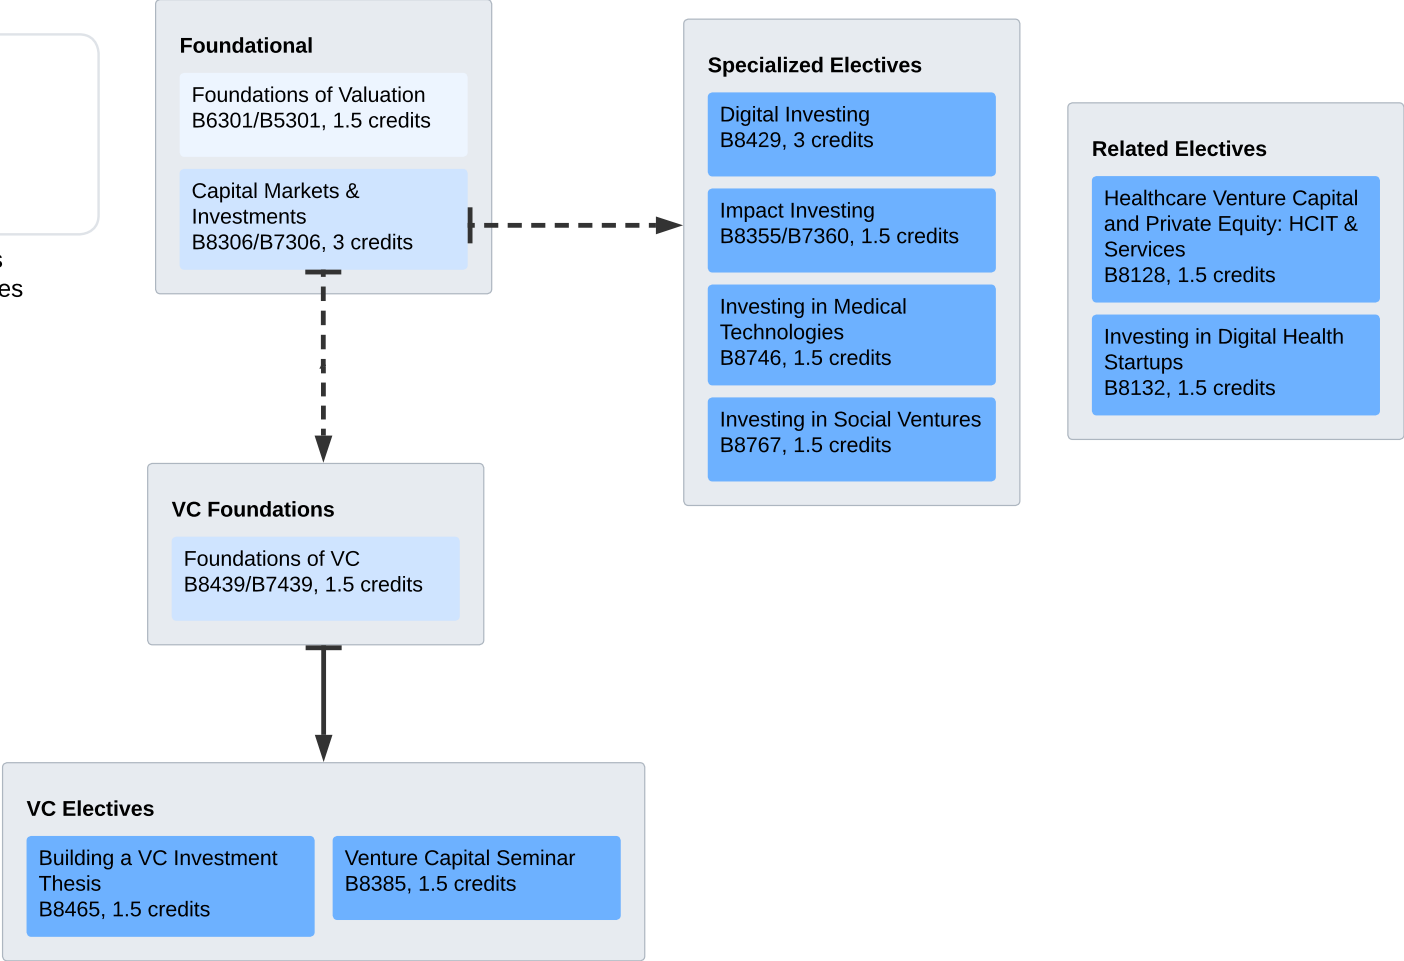 Foundational
Foundations of Valuation
B6301/B5301, 1.5 credits
Capital Markets &
Investments
B8306/B7306, 3 credits
s
es
VC Foundations
Foundations of VC
B8439/B7439, 1.5 credits
VC Electives
Building a VC Investment
Thesis
B8465, 1.5 credits
Venture Capital Seminar
B8385, 1.5 credits
Specialized Electives
Digital Investing
B8429, 3 credits
Impact Investing
B8355/B7360, 1.5 credits
Investing in Medical
Technologies
B8746, 1.5 credits
Investing in Social Ventures
B8767, 1.5 credits
Related Electives
Healthcare Venture Capital
and Private Equity: HCIT &
Services
B8128, 1.5 credits
Investing in Digital Health
Startups
B8132, 1.5 credits